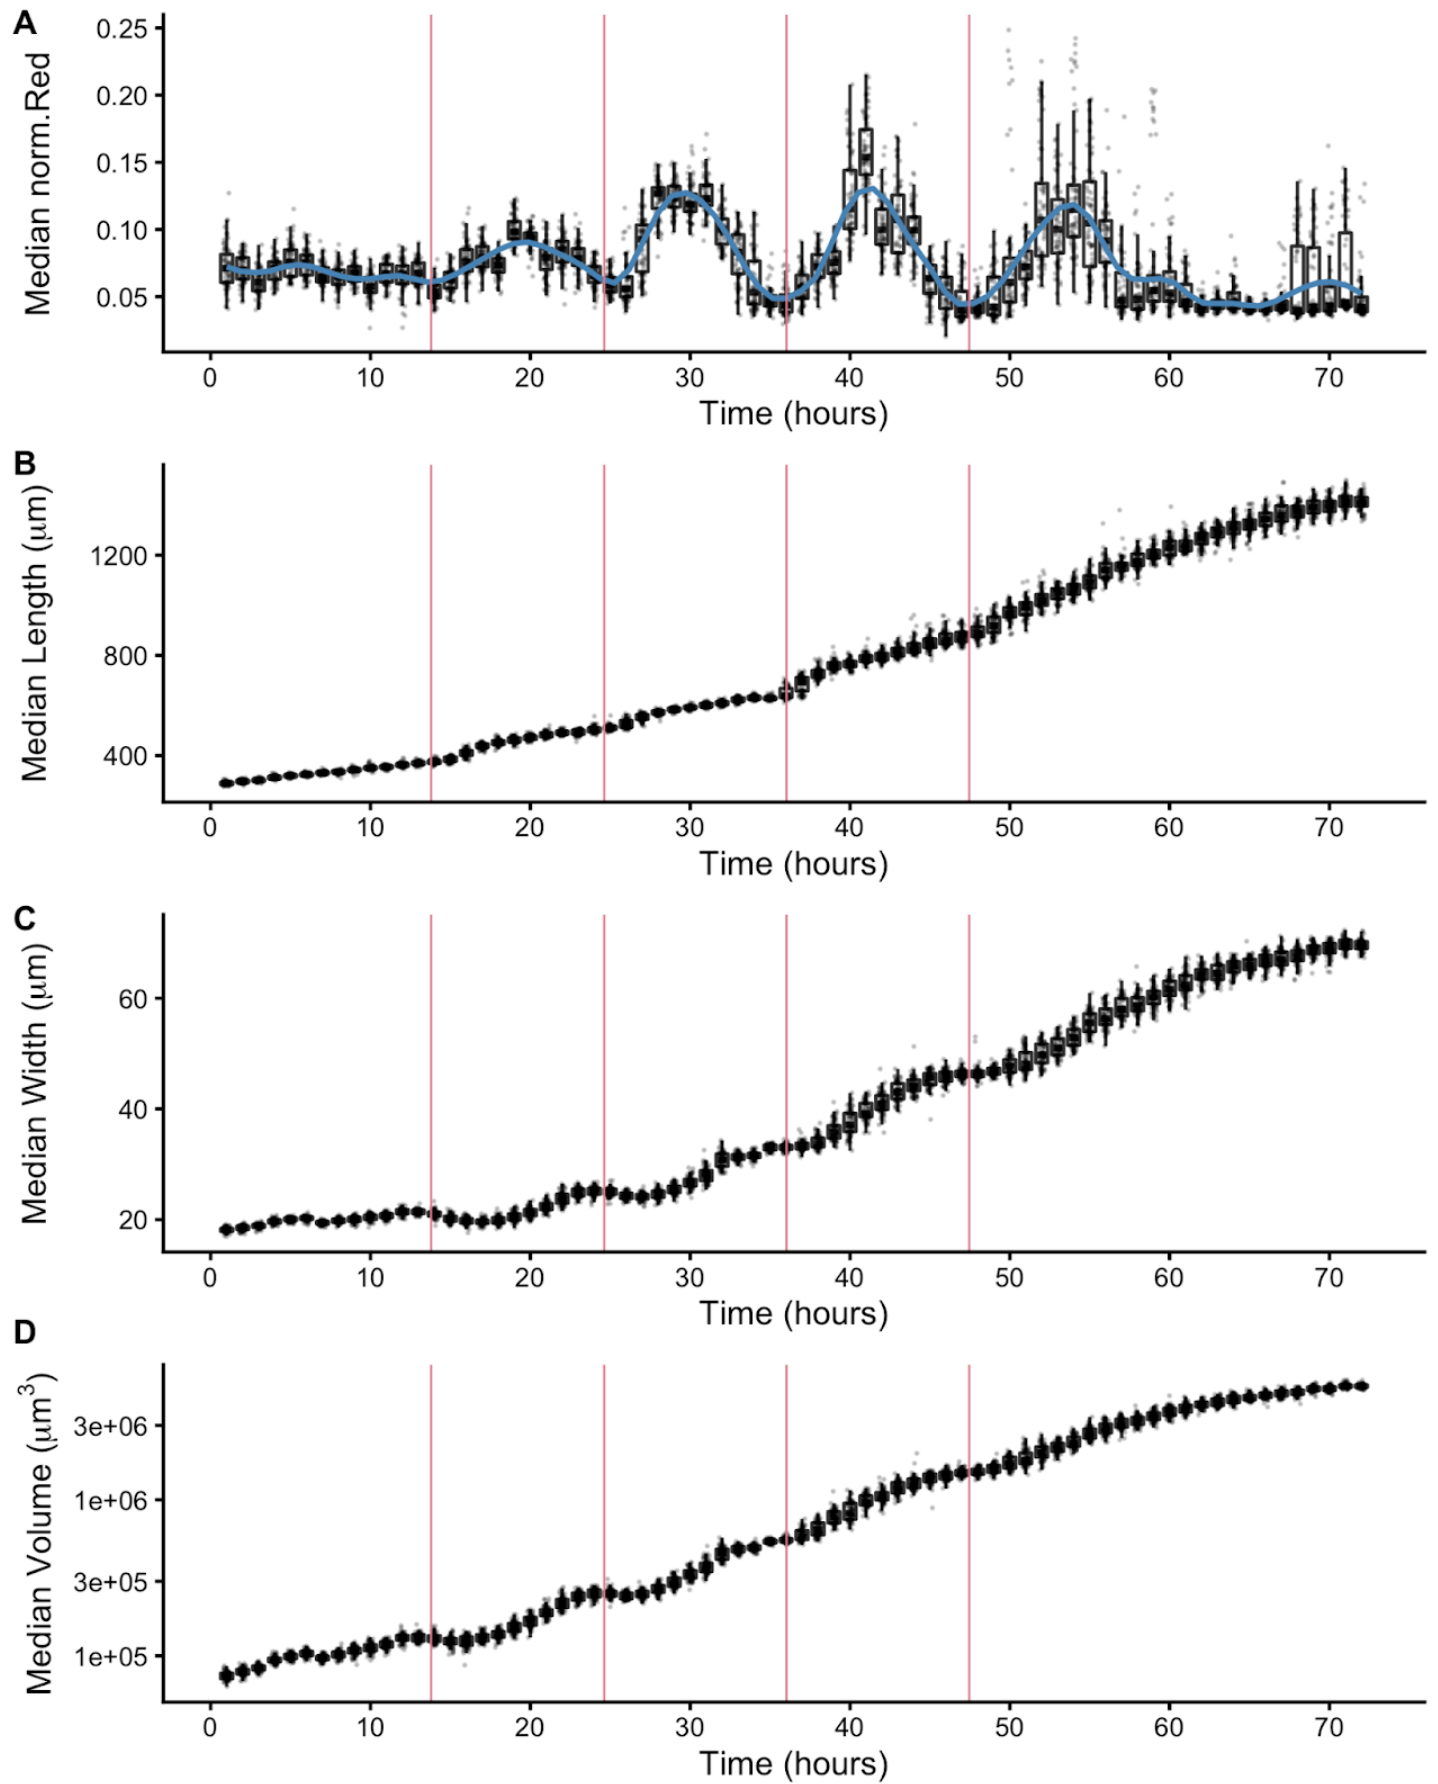 A
Median norm.Red
0.25
0.20
0.15
0.10
0.05
0 10 20 30 40 50 60 70
Time (hours)
B
Median Length (μm)
1200
800
400
0 10 20 30 40 50 60 70
Time (hours)
C
Median Width (μm)
60
40
20
0 10 20 30 40 50 60 70
Time (hours)
D
Median Volume (μm³)
3e+06
1e+06
3e+05
1e+05
0 10 20 30 40 50 60 70
Time (hours)